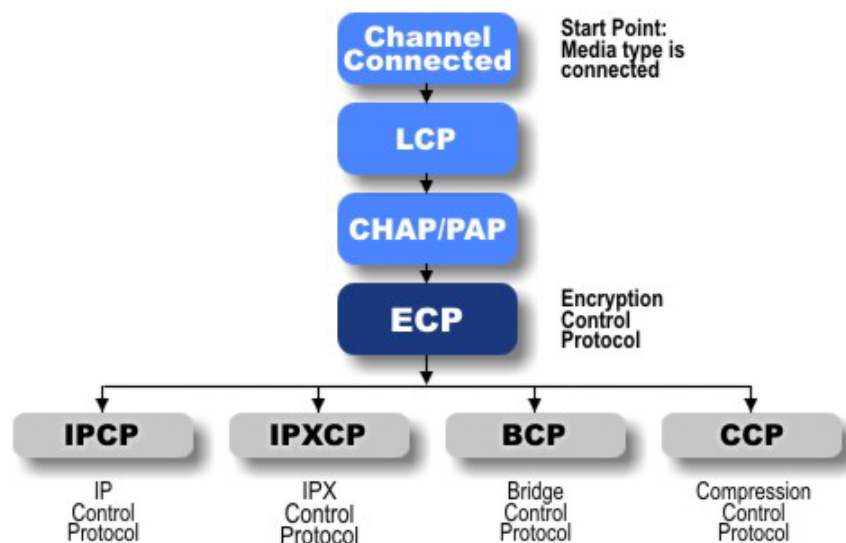 Channel
Connected
Start Point:
Media type is
connected
LCP
CHAP/PAP
ECP
Encryption
Control
Protocol
IPCP
IPXCP
BCP
CCP
IP
Control
Protocol
IPX
Control
Protocol
Bridge
Control
Protocol
Compression
Control
Protocol